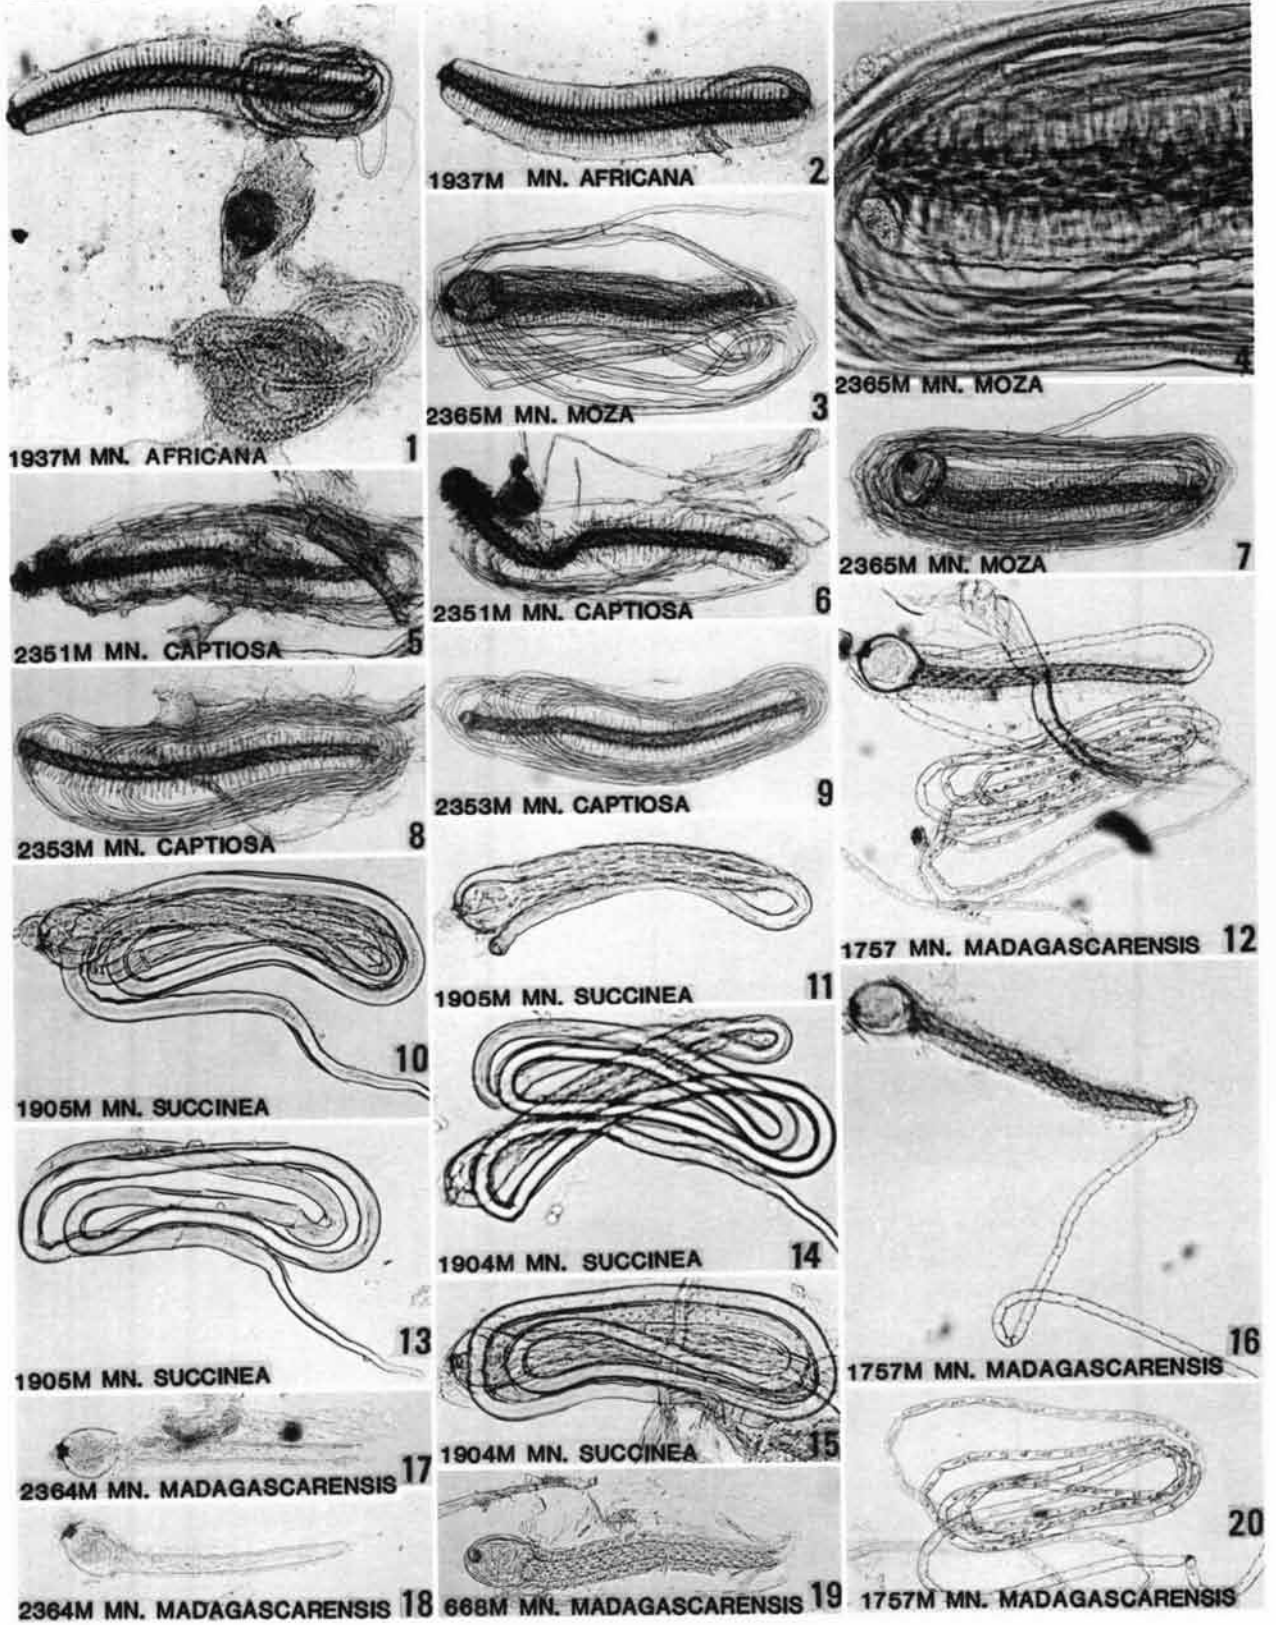 1
1937M MN. AFRICANA
2
1937M MN. AFRICANA
3
2365M MN. MOZA
4
2365M MN. MOZA
5
2351M MN. CAPTIOSA
6
2351M MN. CAPTIOSA
7
2365M MN. MOZA
8
2353M MN. CAPTIOSA
9
2353M MN. CAPTIOSA
10
1905M MN. SUCCINEA
11
1905M MN. SUCCINEA
12
1757 MN. MADAGASCARENSIS
13
1905M MN. SUCCINEA
14
1904M MN. SUCCINEA
15
1904M MN. SUCCINEA
16
1757M MN. MADAGASCARENSIS
17
2364M MN. MADAGASCARENSIS
18
2364M MN. MADAGASCARENSIS
19
668M MN. MADAGASCARENSIS
20
1757M MN. MADAGASCARENSIS